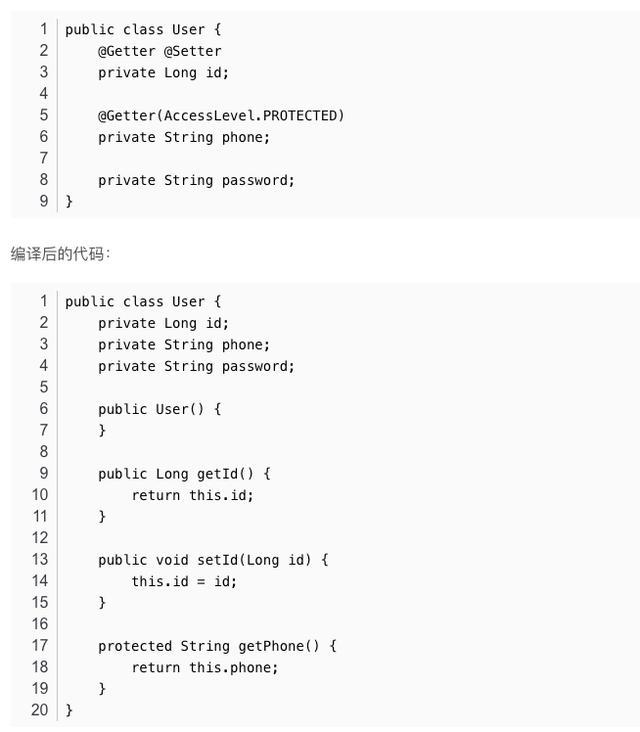 1 public class User {
2     @Getter @Setter
3     private Long id;
4
5     @Getter(AccessLevel.PROTECTED)
6     private String phone;
7
8     private String password;
9 }
编译后的代码：
1 public class User {
2     private Long id;
3     private String phone;
4     private String password;
5
6     public User() {
7     }
8
9     public Long getId() {
10         return this.id;
11     }
12
13     public void setId(Long id) {
14         this.id = id;
15     }
16
17     protected String getPhone() {
18         return this.phone;
19     }
20 }